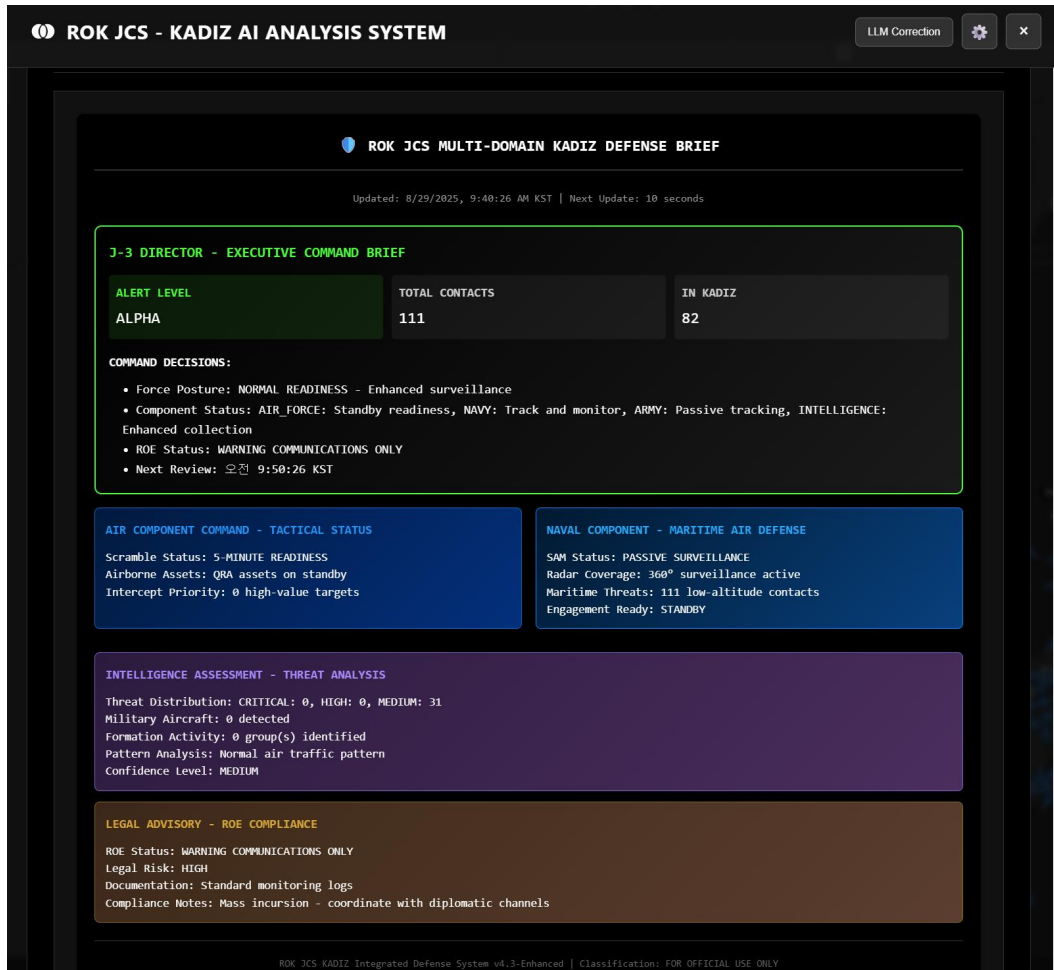 ROK JCS - KADIZ AI ANALYSIS SYSTEM
LLM Correction
×
ROK JCS MULTI-DOMAIN KADIZ DEFENSE BRIEF
Updated: 8/29/2025, 9:40:26 AM KST | Next Update: 10 seconds
J-3 DIRECTOR - EXECUTIVE COMMAND BRIEF
ALERT LEVEL
ALPHA
TOTAL CONTACTS
111
IN KADIZ
82
COMMAND DECISIONS:
• Force Posture: NORMAL READINESS - Enhanced surveillance
• Component Status: AIR_FORCE: Standby readiness, NAVY: Track and monitor, ARMY: Passive tracking, INTELLIGENCE:
Enhanced collection
• ROE Status: WARNING COMMUNICATIONS ONLY
• Next Review: 오전 9:50:26 KST
AIR COMPONENT COMMAND - TACTICAL STATUS
Scramble Status: 5-MINUTE READINESS
Airborne Assets: QRA assets on standby
Intercept Priority: 0 high-value targets
NAVAL COMPONENT - MARITIME AIR DEFENSE
SAM Status: PASSIVE SURVEILLANCE
Radar Coverage: 360° surveillance active
Maritime Threats: 111 low-altitude contacts
Engagement Ready: STANDBY
INTELLIGENCE ASSESSMENT - THREAT ANALYSIS
Threat Distribution: CRITICAL: 0, HIGH: 0, MEDIUM: 31
Military Aircraft: 0 detected
Formation Activity: 0 group(s) identified
Pattern Analysis: Normal air traffic pattern
Confidence Level: MEDIUM
LEGAL ADVISORY - ROE COMPLIANCE
ROE Status: WARNING COMMUNICATIONS ONLY
Legal Risk: HIGH
Documentation: Standard monitoring logs
Compliance Notes: Mass incursion - coordinate with diplomatic channels
ROK JCS KADIZ Integrated Defense System v4.3-Enhanced | Classification: FOR OFFICIAL USE ONLY